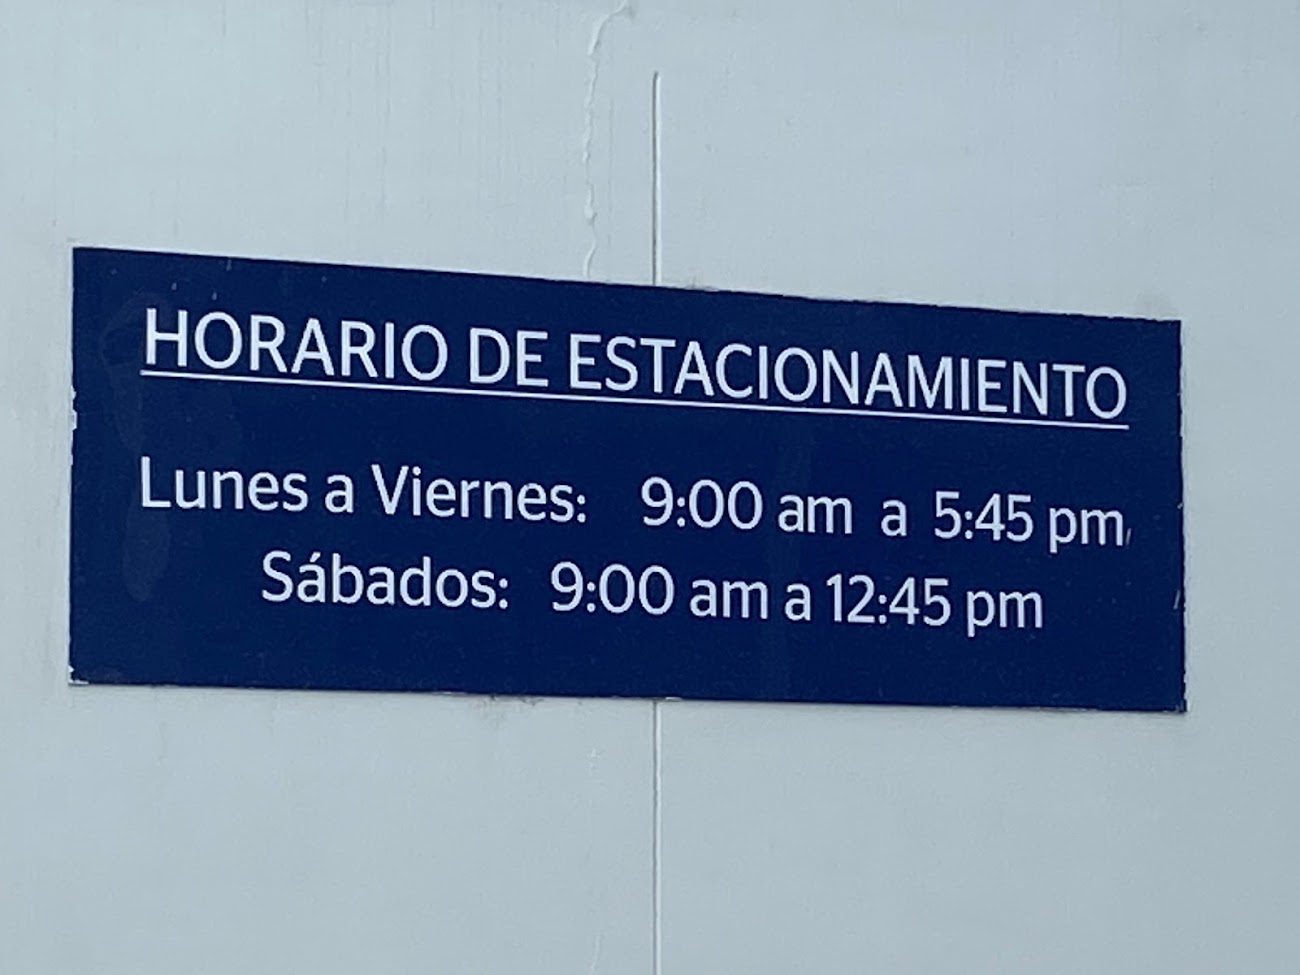 HORARIO DE ESTACIONAMIENTO
Lunes a Viernes: 9:00 am a 5:45 pm
Sábados: 9:00 am a 12:45 pm